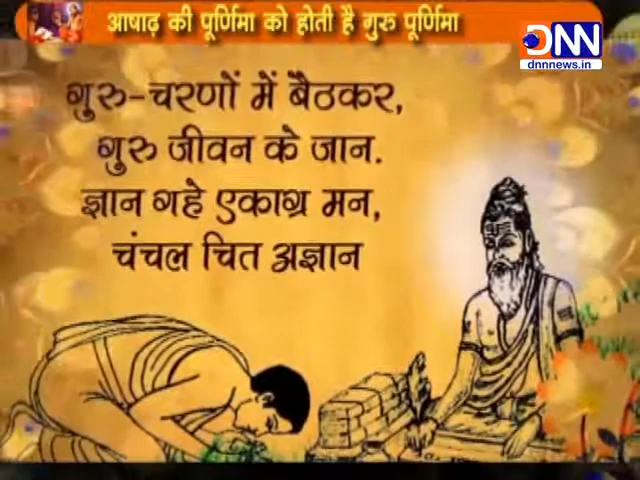 आषाढ़ की पूर्णिमा को होती है गुरु पूर्णिमा
DNN
dnnnews.in
गुरु-चरणों में बैठकर,
गुरु जीवन के जान.
ज्ञान गहे एकाग्र मन,
चंचल चित अज्ञान